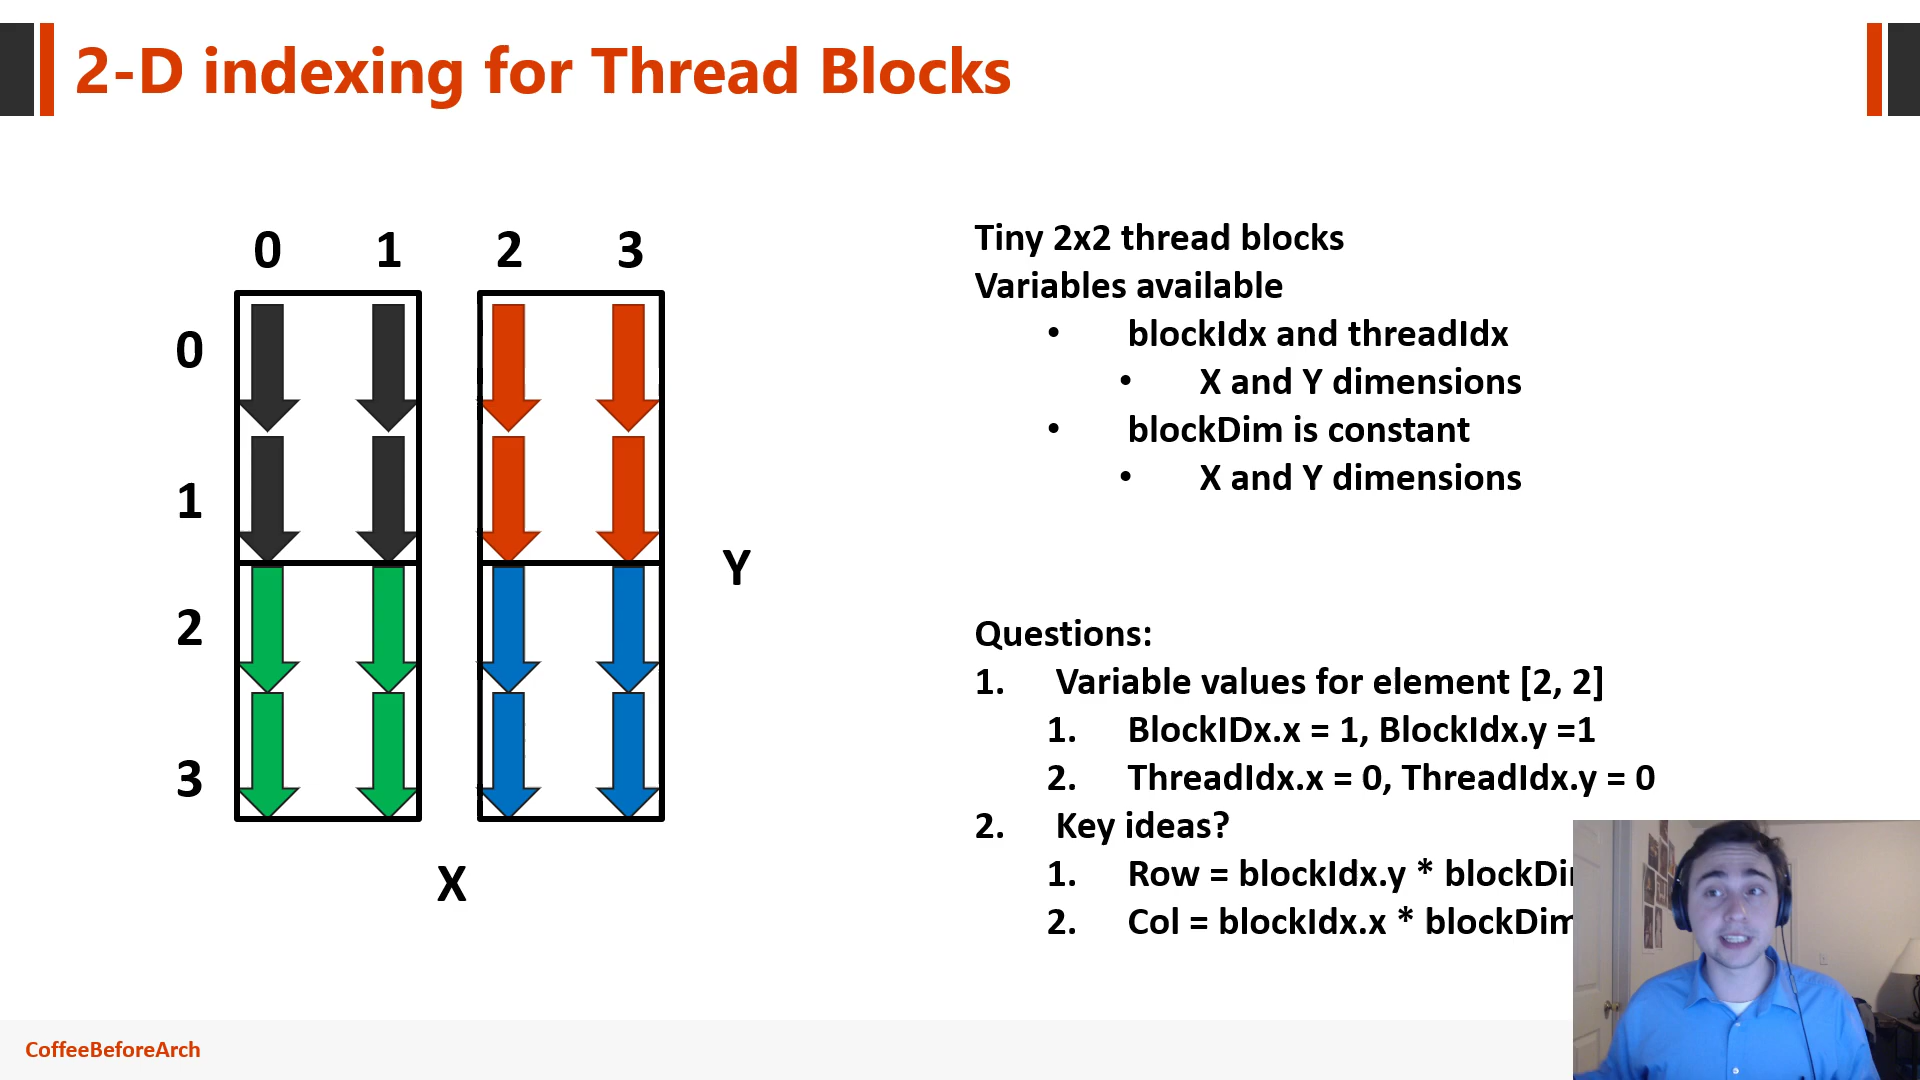 2-D indexing for Thread Blocks
0 1 2 3
0
1
2
3
Y
X
Tiny 2x2 thread blocks
Variables available
• blockIdx and threadIdx
• X and Y dimensions
• blockDim is constant
• X and Y dimensions
Questions:
1. Variable values for element [2, 2]
1. BlockIDx.x = 1, BlockIdx.y =1
2. ThreadIdx.x = 0, ThreadIdx.y = 0
2. Key ideas?
1. Row = blockIdx.y *
2. Col = blockIdx.x * blockDim
CoffeeBeforeArch